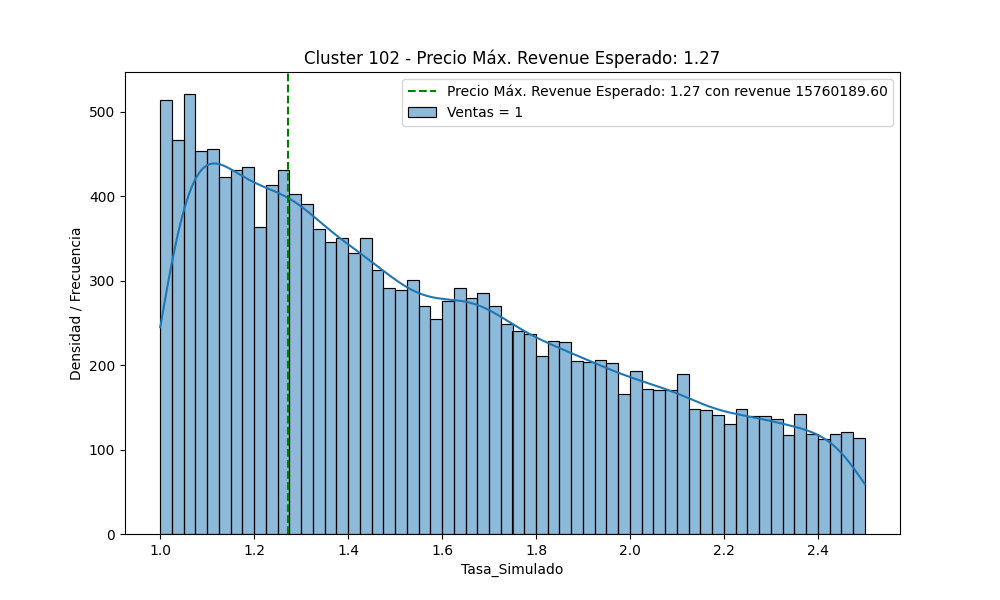 Cluster 102 - Precio Máx. Revenue Esperado: 1.27
Precio Máx. Revenue Esperado: 1.27 con revenue 15760189.60
Ventas = 1
Densidad / Frecuencia
500
400
300
200
100
0
1.0 1.2 1.4 1.6 1.8 2.0 2.2 2.4
Tasa_Simulado